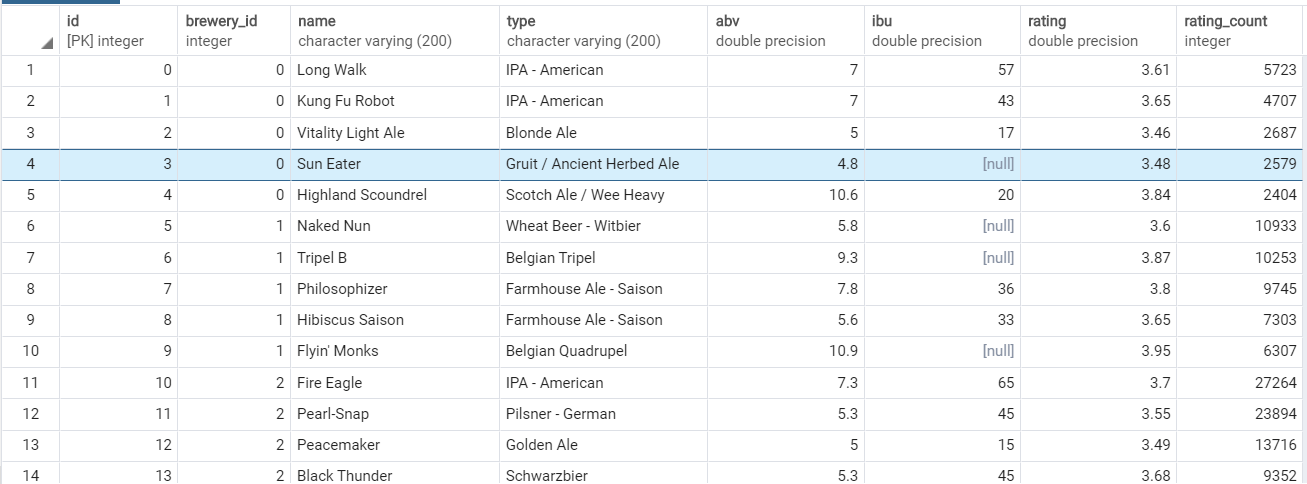 id brewery_id name type abv ibu rating rating_count
[PK] integer integer character varying (200) character varying (200) double precision double precision double precision integer
1 0 0 Long Walk IPA - American 7 57 3.61 5723
2 1 0 Kung Fu Robot IPA - American 7 43 3.65 4707
3 2 0 Vitality Light Ale Blonde Ale 5 17 3.46 2687
4 3 0 Sun Eater Gruit / Ancient Herbed Ale 4.8 [null] 3.48 2579
5 4 0 Highland Scoundrel Scotch Ale / Wee Heavy 10.6 20 3.84 2404
6 5 1 Naked Nun Wheat Beer - Witbier 5.8 [null] 3.6 10933
7 6 1 Tripel B Belgian Tripel 9.3 [null] 3.87 10253
8 7 1 Philosophizer Farmhouse Ale - Saison 7.8 36 3.8 9745
9 8 1 Hibiscus Saison Farmhouse Ale - Saison 5.6 33 3.65 7303
10 9 1 Flyin' Monks Belgian Quadrupel 10.9 [null] 3.95 6307
11 10 2 Fire Eagle IPA - American 7.3 65 3.7 27264
12 11 2 Pearl-Snap Pilsner - German 5.3 45 3.55 23894
13 12 2 Peacemaker Golden Ale 5 15 3.49 13716
14 13 2 Black Thunder Schwarzbier 5.3 45 3.68 9352